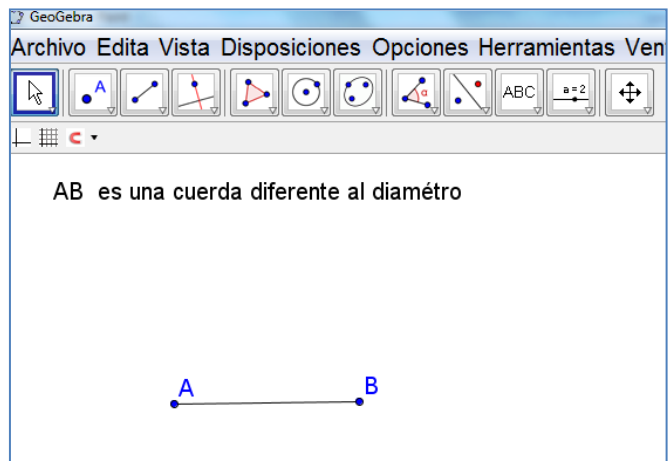 GeoGebra
Archivo Edita Vista Disposiciones Opciones Herramientas Ven
A α ABC a = 2
AB es una cuerda diferente al diamétro
A B